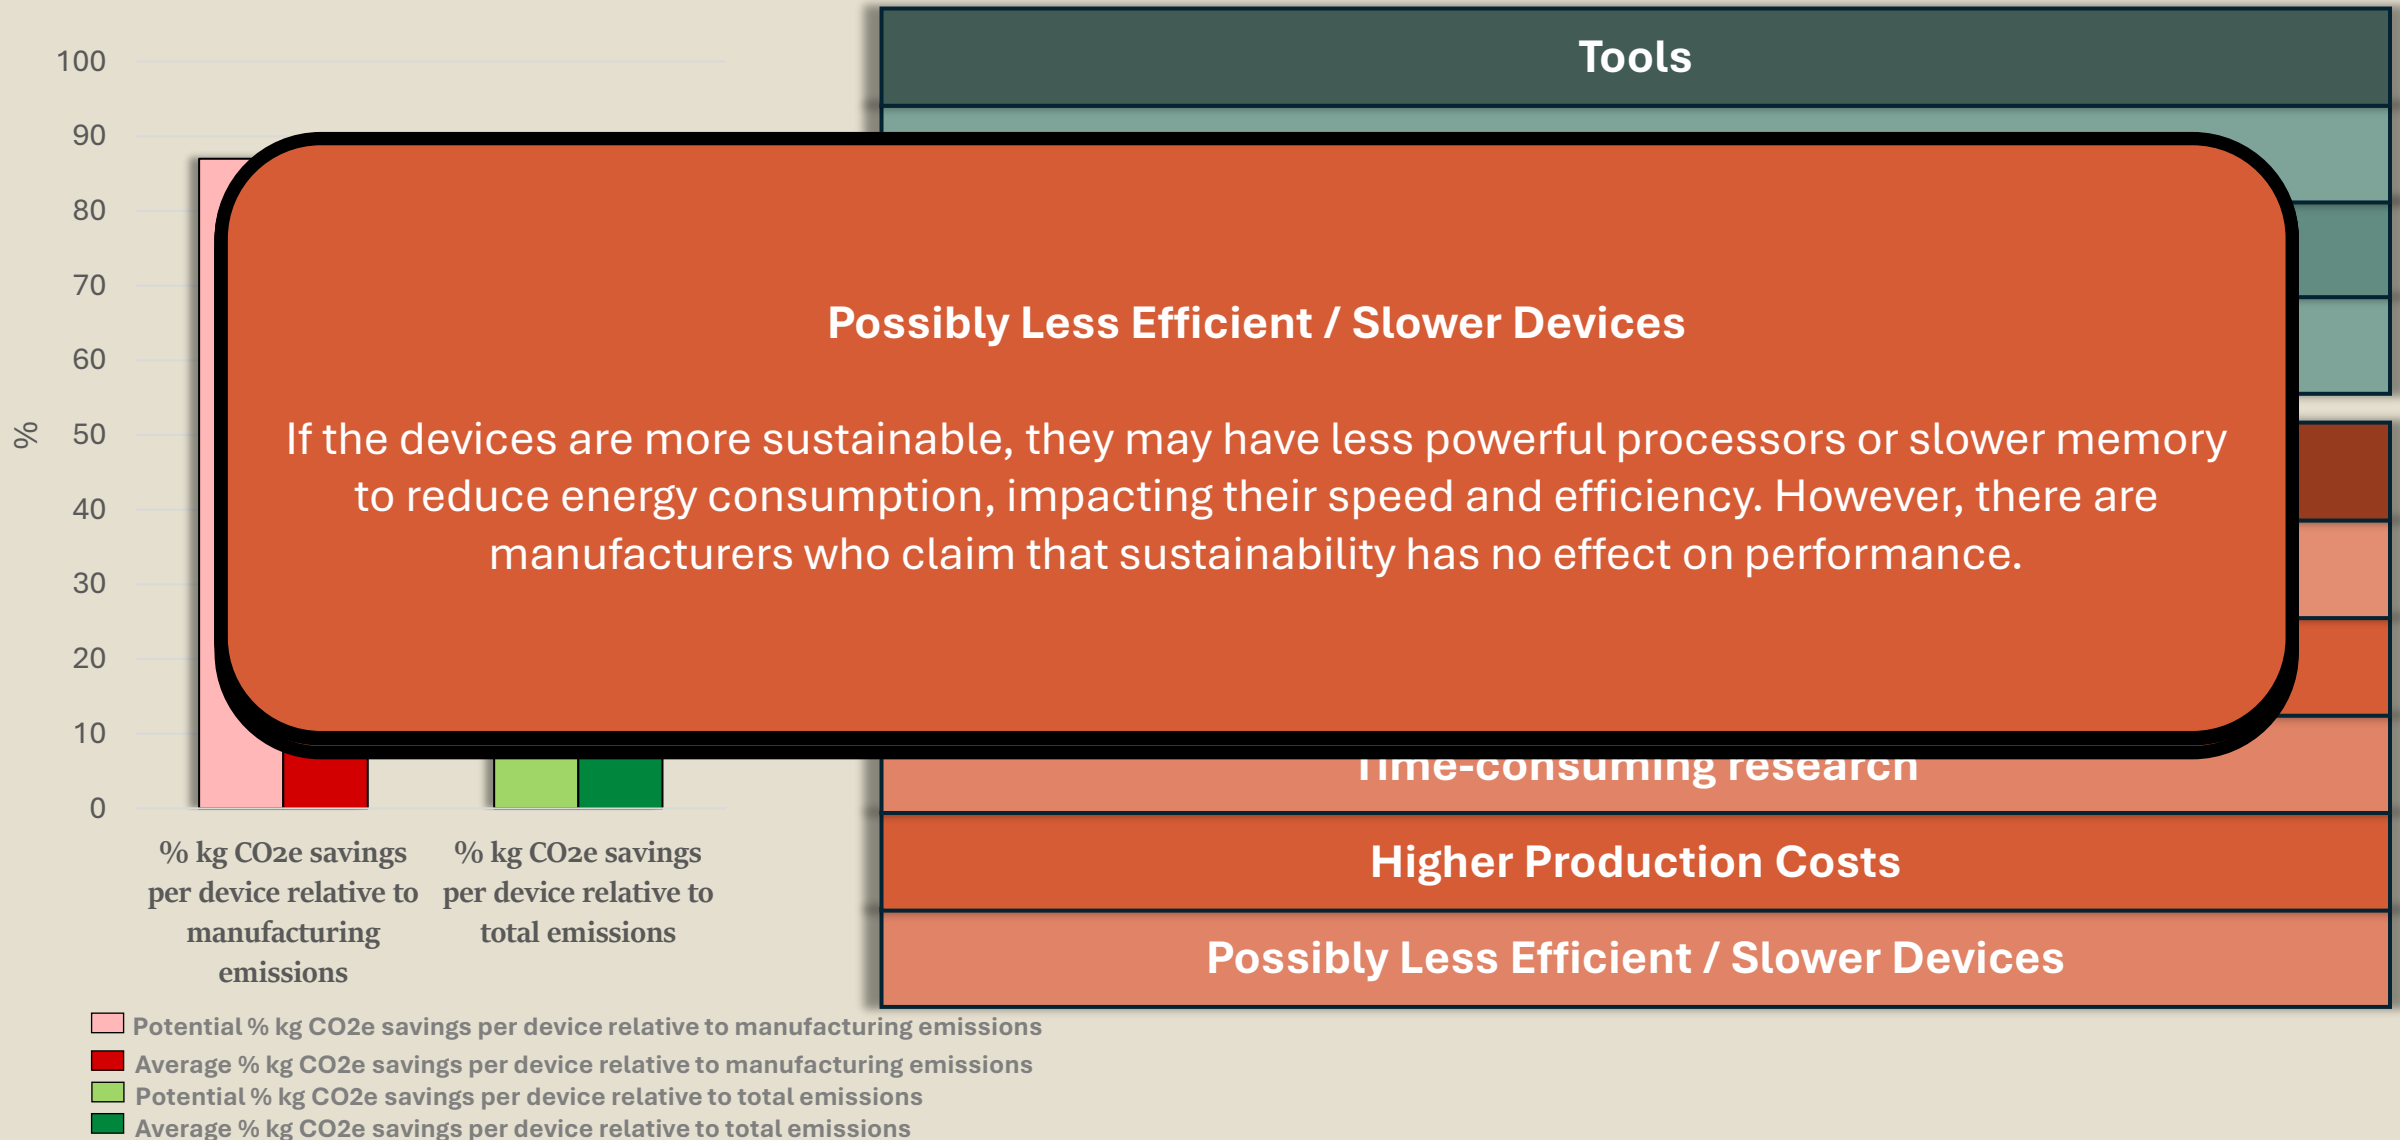 Tools
100
90
80
70
60
50
40
30
20
10
0
%
Possibly Less Efficient / Slower Devices
If the devices are more sustainable, they may have less powerful processors or slower memory
to reduce energy consumption, impacting their speed and efficiency. However, there are
manufacturers who claim that sustainability has no effect on performance.
Time-consuming research
Higher Production Costs
Possibly Less Efficient / Slower Devices
% kg CO2e savings
per device relative to
manufacturing
emissions
% kg CO2e savings
per device relative to
total emissions
Potential % kg CO2e savings per device relative to manufacturing emissions
Average % kg CO2e savings per device relative to manufacturing emissions
Potential % kg CO2e savings per device relative to total emissions
Average % kg CO2e savings per device relative to total emissions